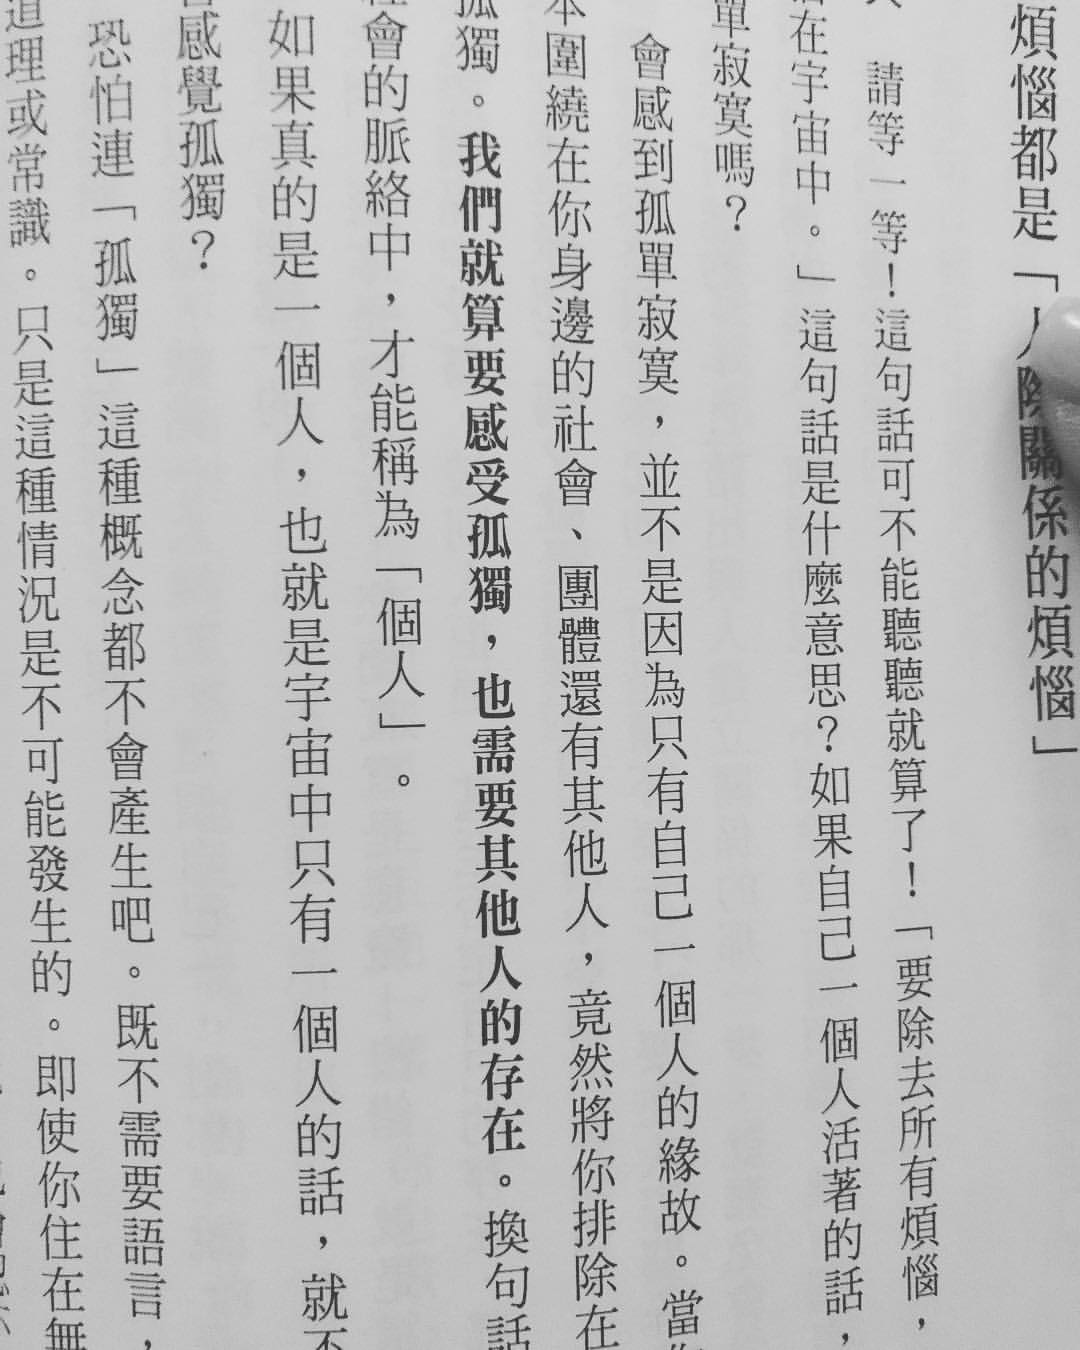 煩惱都是「人際關係的煩惱」
請等一等！這句話可不能聽聽就算了！「要除去所有煩惱，
在宇宙中。」這句話是什麼意思？如果自己一個人活著的話，
單寂寞嗎？
會感到孤單寂寞，並不是因為只有自己一個人的緣故。當
本圍繞在你身邊的社會、團體還有其他人，竟然將你排除在
孤獨。我們就算要感受孤獨，也需要其他人的存在。換句話
社會的脈絡中，才能稱為「個人」。
如果真的是一個人，也就是宇宙中只有一個人的話，就不
會感覺孤獨？
恐怕連「孤獨」這種概念都不會產生吧。既不需要語言，
道理或常識。只是這種情況是不可能發生的。即使你住在無